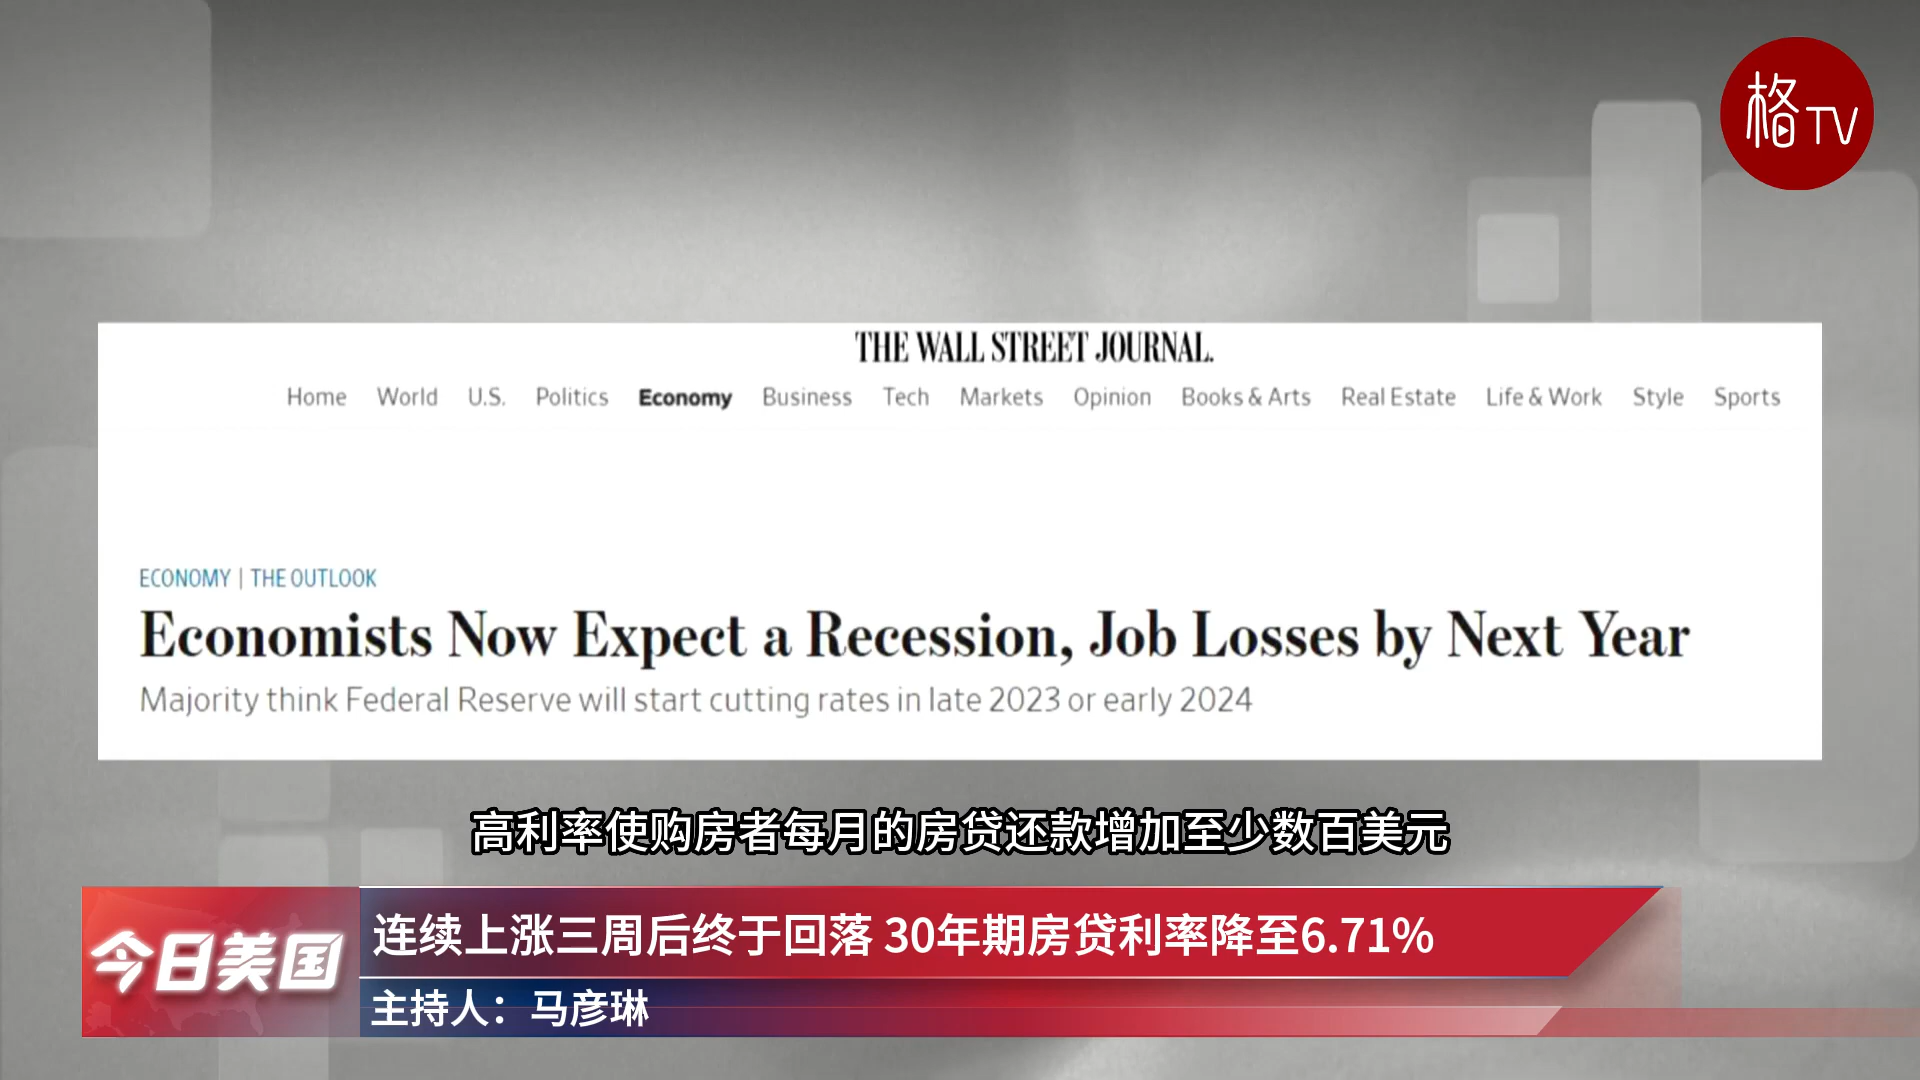 格TV
THE WALL STREET JOURNAL.
Home World U.S. Politics Economy Business Tech Markets Opinion Books & Arts Real Estate Life & Work Style Sports
ECONOMY | THE OUTLOOK
Economists Now Expect a Recession, Job Losses by Next Year
Majority think Federal Reserve will start cutting rates in late 2023 or early 2024
高利率使购房者每月的房贷还款增加至少数百美元
今日美国
连续上涨三周后终于回落 30年期房贷利率降至6.71%
主持人：马彦琳